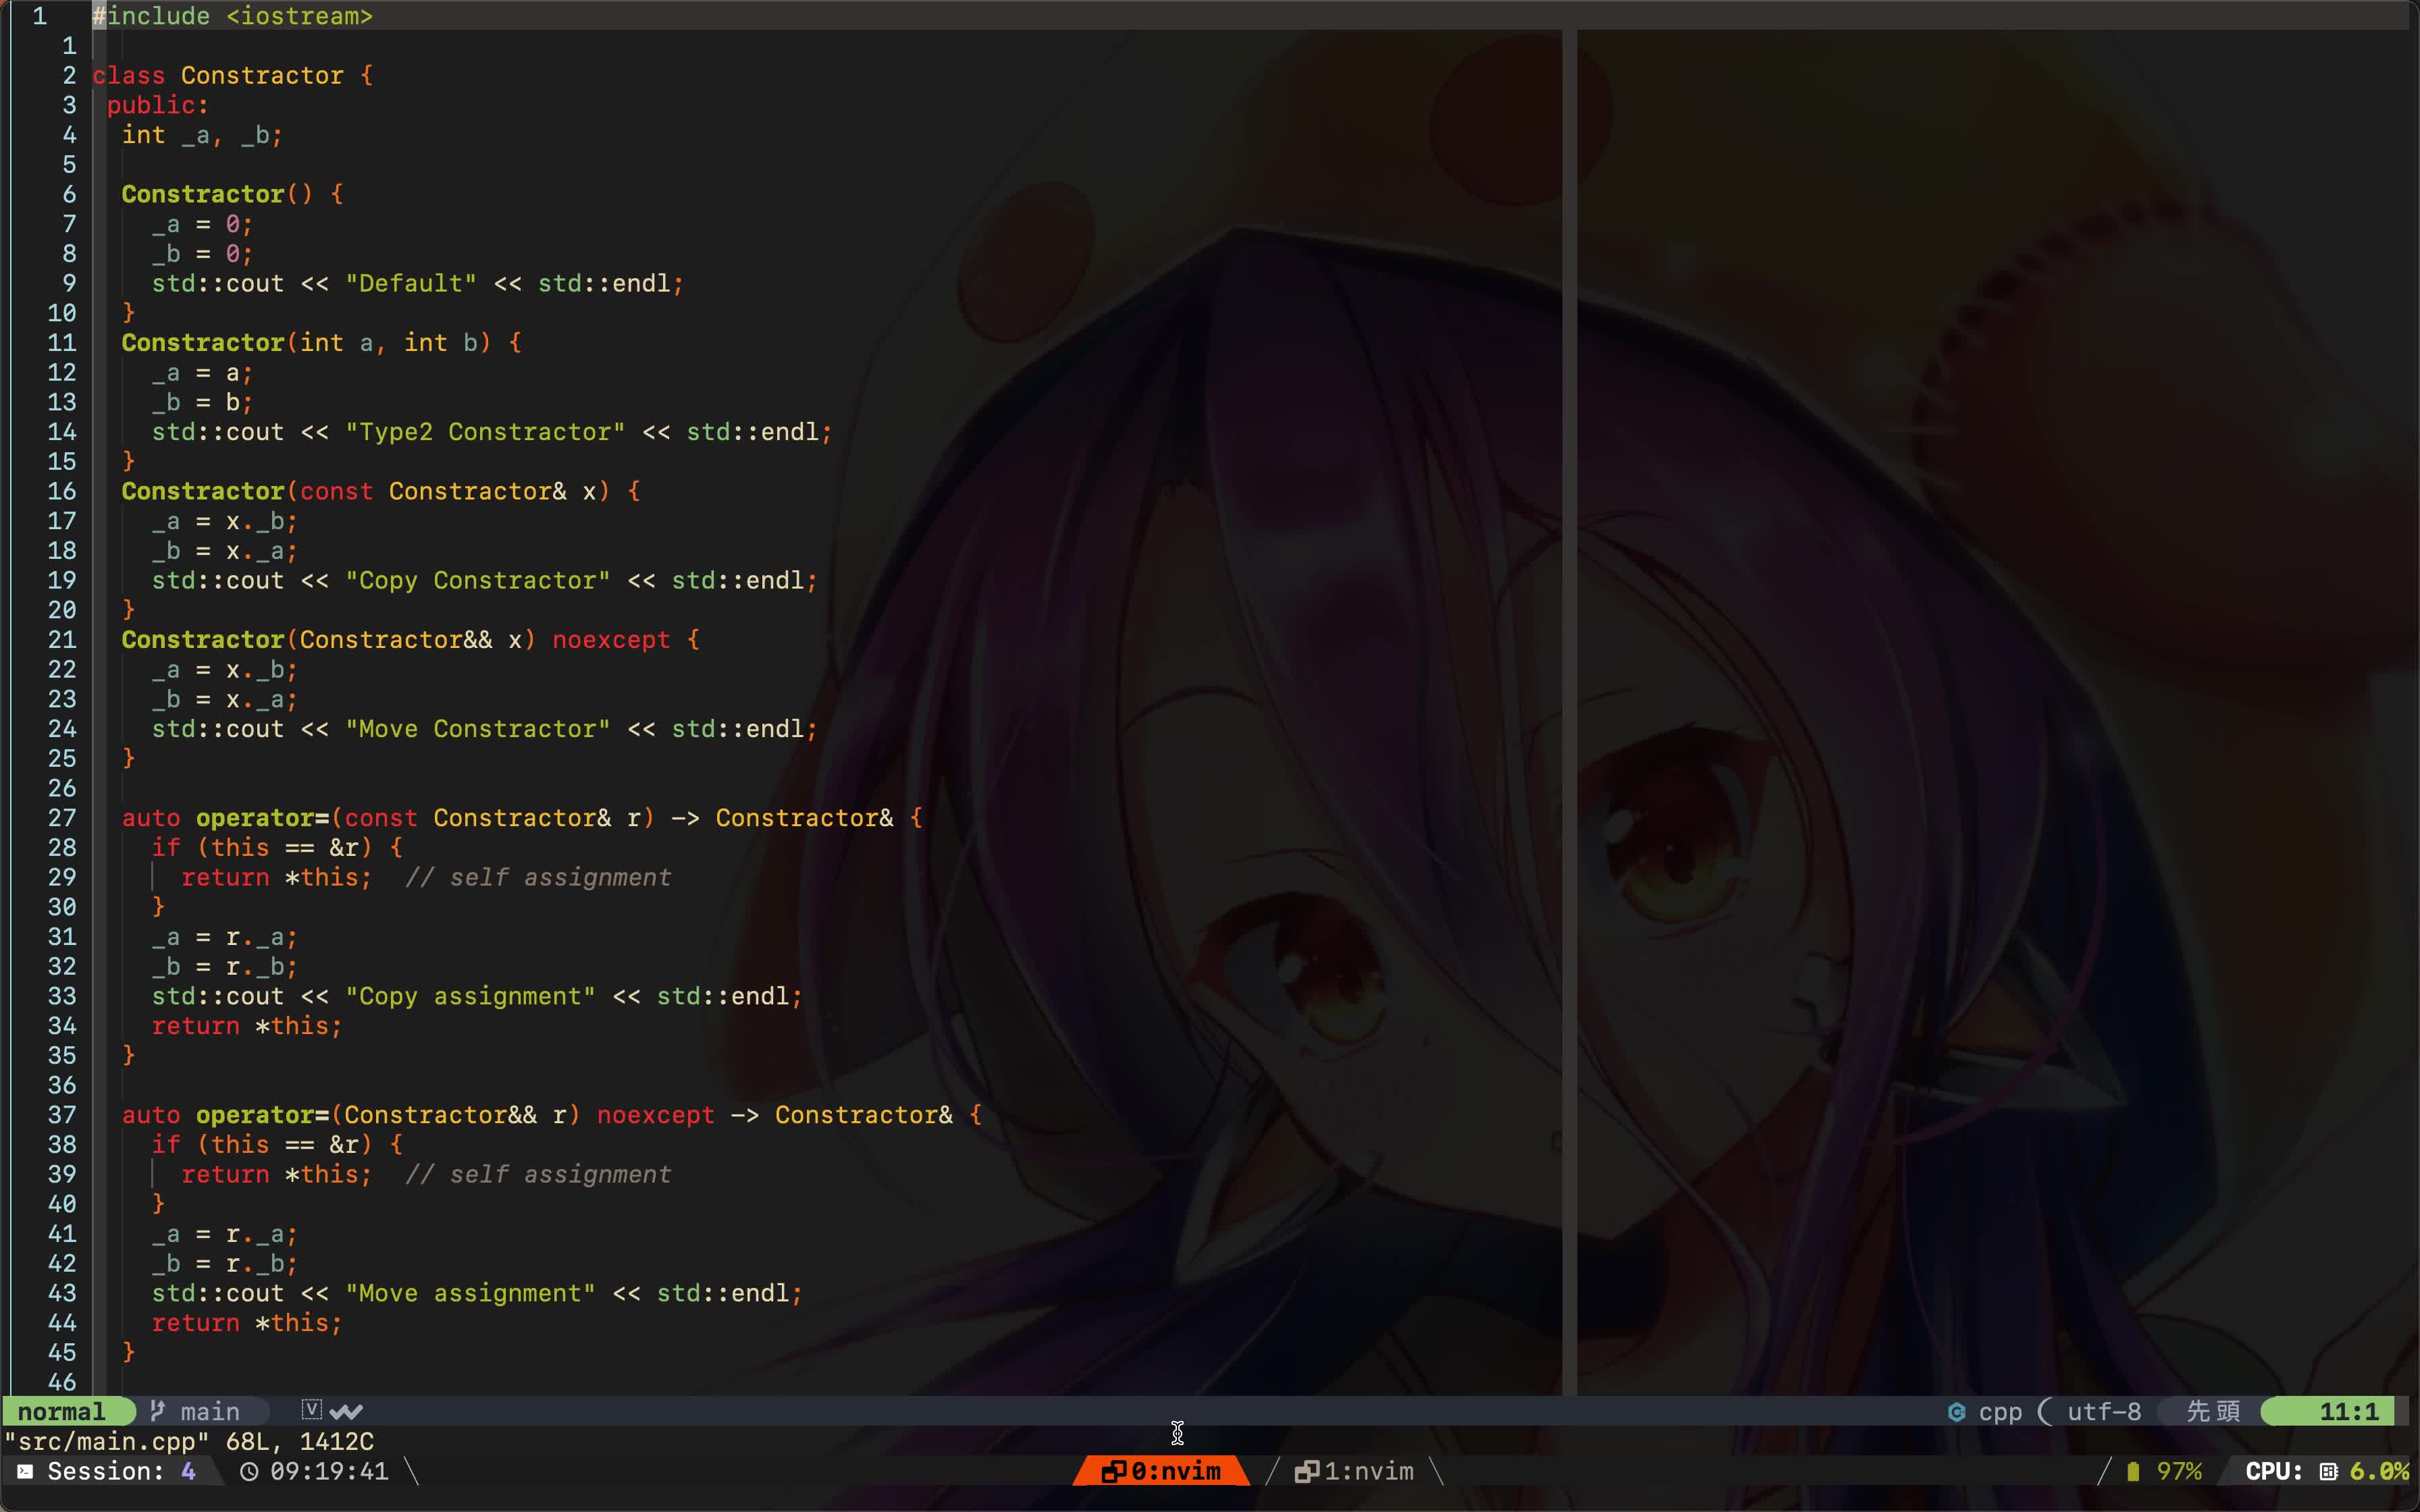 1 #include <iostream>
1
2 class Constractor {
3 public:
4 int _a, _b;
5
6 Constractor() {
7 _a = 0;
8 _b = 0;
9 std::cout << "Default" << std::endl;
10 }
11 Constractor(int a, int b) {
12 _a = a;
13 _b = b;
14 std::cout << "Type2 Constractor" << std::endl;
15 }
16 Constractor(const Constractor& x) {
17 _a = x._b;
18 _b = x._a;
19 std::cout << "Copy Constractor" << std::endl;
20 }
21 Constractor(Constractor&& x) noexcept {
22 _a = x._b;
23 _b = x._a;
24 std::cout << "Move Constractor" << std::endl;
25 }
26
27 auto operator=(const Constractor& r) -> Constractor& {
28 if (this == &r) {
29 return *this; // self assignment
30 }
31 _a = r._a;
32 _b = r._b;
33 std::cout << "Copy assignment" << std::endl;
34 return *this;
35 }
36
37 auto operator=(Constractor&& r) noexcept -> Constractor& {
38 if (this == &r) {
39 return *this; // self assignment
40 }
41 _a = r._a;
42 _b = r._b;
43 std::cout << "Move assignment" << std::endl;
44 return *this;
45 }
46
normal main V cpp utf-8 先頭 11:1
"src/main.cpp" 68L, 1412C
Session: 4 09:19:41 0:nvim 1:nvim 97% CPU: 6.0%